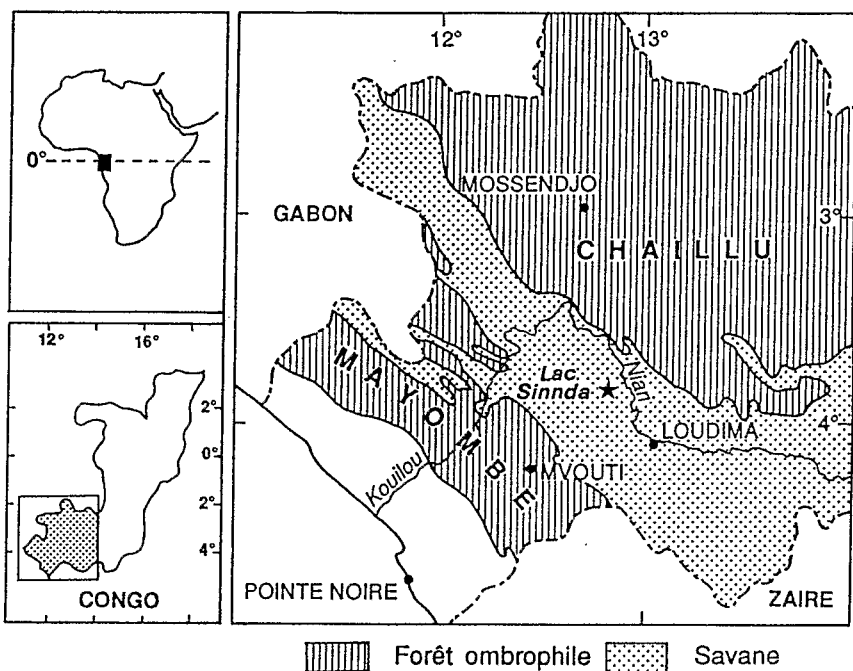 0°
12° 16°
2°
0°
2°
4°
CONGO
12° 13°
MOSSENDJO
GABON
3°
CHAILLU
MAYOMBE
Lac
Sinnda
Niari
4°
LOUDIMA
MVOUTI
Kouilou
POINTE NOIRE
ZAIRE
Forêt ombrophile Savane